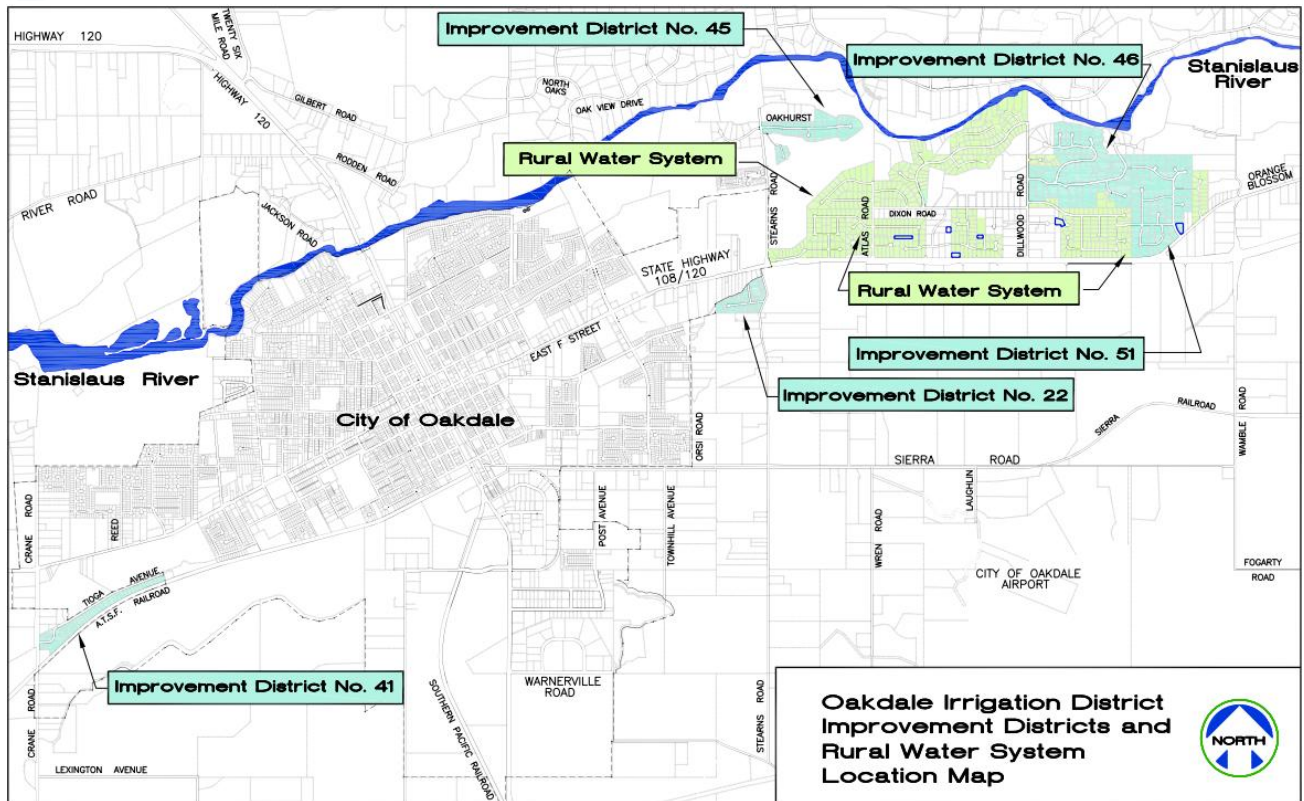 HIGHWAY 120
TWENTY SIX
MILE ROAD
HIGHWAY 120
GILBERT ROAD
RODDEN ROAD
RIVER ROAD
JACKSON ROAD
NORTH
OAKS
OAK VIEW DRIVE
Improvement District No. 45
Improvement District No. 46
Stanislaus
River
OAKHURST
Rural Water System
STEARNS ROAD
ATLAS ROAD
DIXON ROAD
DILLWOOD ROAD
ORANGE
BLOSSOM
STATE HIGHWAY
108/120
Rural Water System
EAST F STREET
Improvement District No. 51
Improvement District No. 22
Stanislaus River
City of Oakdale
ORSI ROAD
SIERRA RAILROAD
WAMBLE ROAD
SIERRA ROAD
CRANE ROAD
REED
POST AVENUE
TOWNHILL AVENUE
WREN ROAD
LAUGHLIN
CITY OF OAKDALE
AIRPORT
FOGARTY
ROAD
TIOGA AVENUE
A.T.S.F. RAILROAD
Improvement District No. 41
WARNERVILLE
ROAD
SOUTHERN PACIFIC RAILROAD
STEARNS ROAD
CRANE ROAD
LEXINGTON AVENUE
Oakdale Irrigation District
Improvement Districts and
Rural Water System
Location Map
NORTH